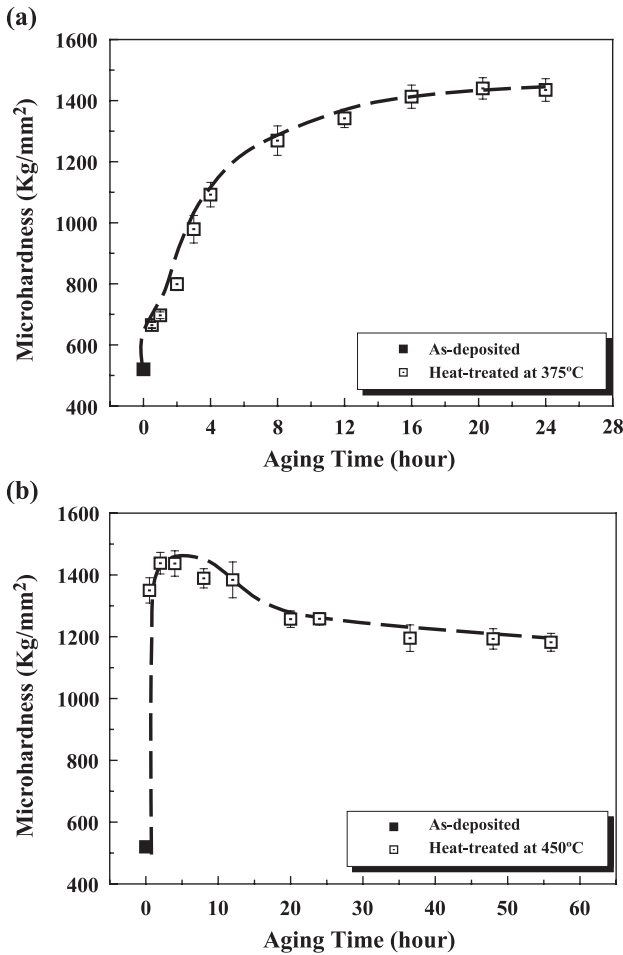 (a)
1600
1400
1200
1000
800
600
400
Microhardness (Kg/mm²)
As-deposited
Heat-treated at 375ºC
0 4 8 12 16 20 24 28
Aging Time (hour)
(b)
1600
1400
1200
1000
800
600
400
Microhardness (Kg/mm²)
As-deposited
Heat-treated at 450ºC
0 10 20 30 40 50 60
Aging Time (hour)